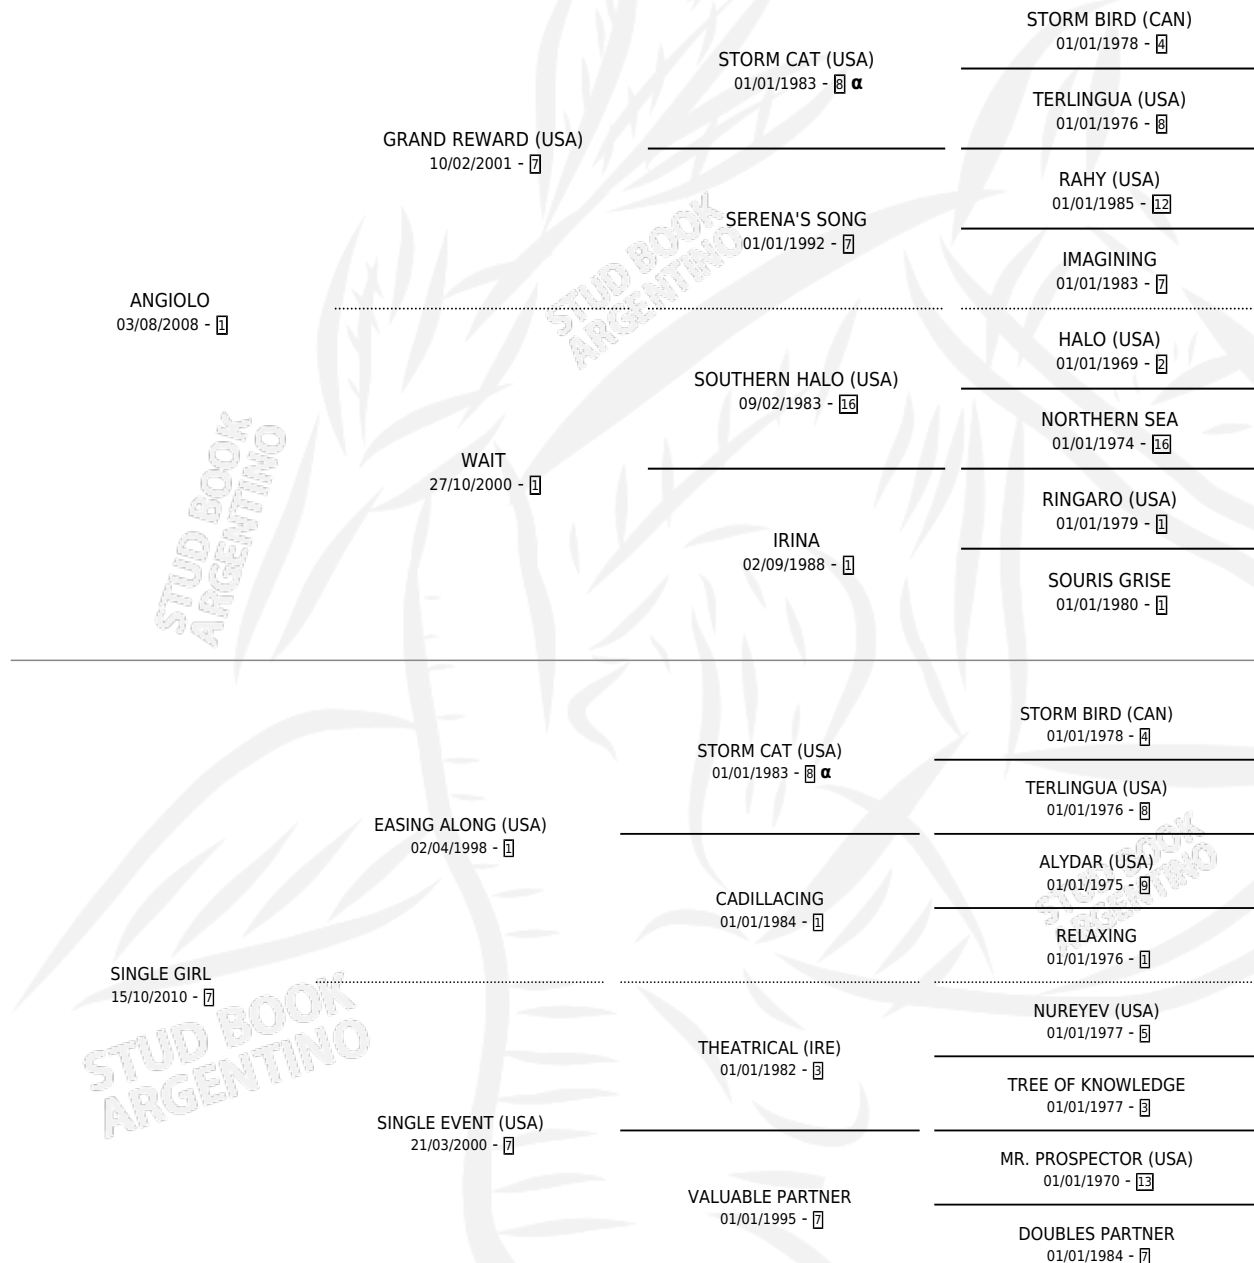 STORM BIRD (CAN)
01/01/1978 - 4
STORM CAT (USA)
01/01/1983 - 8 α
TERLINGUA (USA)
01/01/1976 - 8
GRAND REWARD (USA)
10/02/2001 - 7
RAHY (USA)
01/01/1985 - 12
SERENA'S SONG
01/01/1992 - 7
IMAGINING
01/01/1983 - 7
ANGIOLO
03/08/2008 - 1
HALO (USA)
01/01/1969 - 2
SOUTHERN HALO (USA)
09/02/1983 - 16
NORTHERN SEA
01/01/1974 - 16
WAIT
27/10/2000 - 1
RINGARO (USA)
01/01/1979 - 1
IRINA
02/09/1988 - 1
SOURIS GRISE
01/01/1980 - 1
STUD BOOK
ARGENTINO
STUD BOOK
ARGENTINO
STORM BIRD (CAN)
01/01/1978 - 4
STORM CAT (USA)
01/01/1983 - 8 α
TERLINGUA (USA)
01/01/1976 - 8
EASING ALONG (USA)
02/04/1998 - 1
ALYDAR (USA)
01/01/1975 - 9
CADILLACING
01/01/1984 - 1
RELAXING
01/01/1976 - 1
SINGLE GIRL
15/10/2010 - 7
NUREYEV (USA)
01/01/1977 - 5
THEATRICAL (IRE)
01/01/1982 - 3
TREE OF KNOWLEDGE
01/01/1977 - 3
SINGLE EVENT (USA)
21/03/2000 - 7
MR. PROSPECTOR (USA)
01/01/1970 - 13
VALUABLE PARTNER
01/01/1995 - 7
DOUBLES PARTNER
01/01/1984 - 7
STUD BOOK
ARGENTINO
STUD BOOK
ARGENTINO